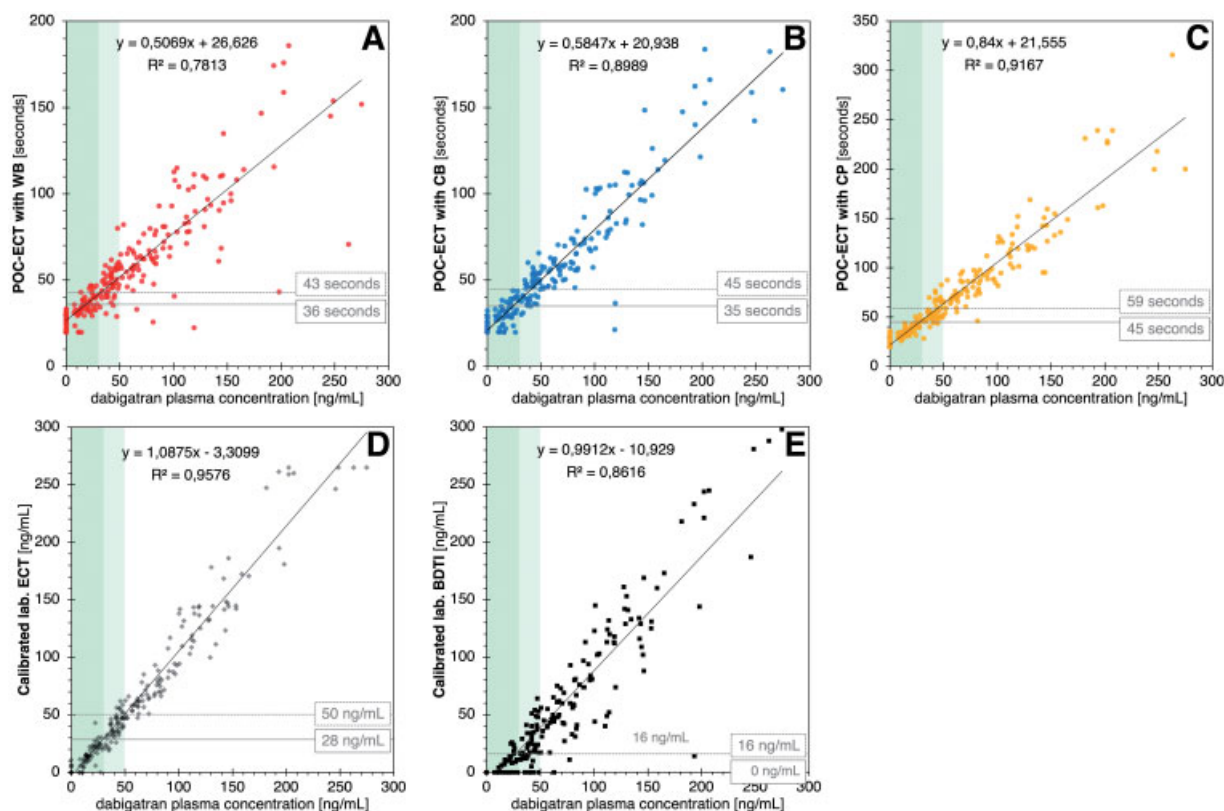 A
y = 0,5069x + 26,626
R² = 0,7813
POC-ECT with WB [seconds]
200
150
100
50
0
43 seconds
36 seconds
0 50 100 150 200 250 300
dabigatran plasma concentration [ng/mL]
B
y = 0,5847x + 20,938
R² = 0,8989
POC-ECT with CB [seconds]
200
150
100
50
0
45 seconds
35 seconds
0 50 100 150 200 250 300
dabigatran plasma concentration [ng/mL]
C
y = 0,84x + 21,555
R² = 0,9167
POC-ECT with CP [seconds]
350
300
250
200
150
100
50
0
59 seconds
45 seconds
0 50 100 150 200 250 300
dabigatran plasma concentration [ng/mL]
D
y = 1,0875x - 3,3099
R² = 0,9576
Calibrated lab. ECT [ng/mL]
300
250
200
150
100
50
0
50 ng/mL
28 ng/mL
0 50 100 150 200 250 300
dabigatran plasma concentration [ng/mL]
E
y = 0,9912x - 10,929
R² = 0,8616
Calibrated lab. BDTI [ng/mL]
300
250
200
150
100
50
0
16 ng/mL
16 ng/mL
0 ng/mL
0 50 100 150 200 250 300
dabigatran plasma concentration [ng/mL]